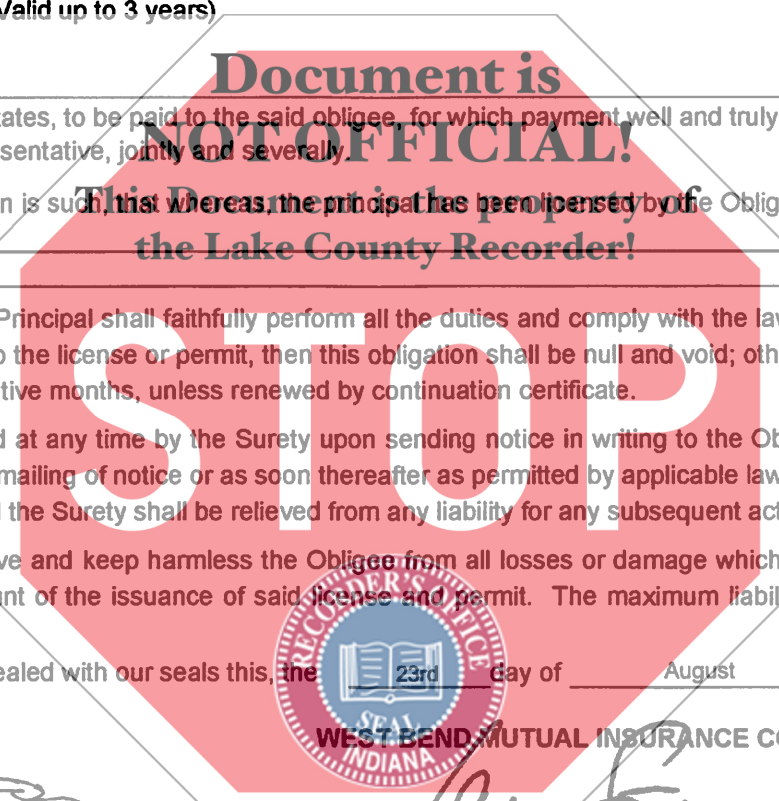 Valid up to 3 years)
Document is
ates, to be paid to the said obligee, for which payment well and truly
NOT OFFICIAL!
sentative, jointly and severally.
This Document is the property of
n is such, that whereas, the principal has been licensed by the Oblig
the Lake County Recorder!
Principal shall faithfully perform all the duties and comply with the la
o the license or permit, then this obligation shall be null and void; oth
tive months, unless renewed by continuation certificate.
STOP
d at any time by the Surety upon sending notice in writing to the Ob
mailing of notice or as soon thereafter as permitted by applicable law
the Surety shall be relieved from any liability for any subsequent act
ve and keep harmless the Obligee from all losses or damage which
nt of the issuance of said license and permit. The maximum liabil
RECORDER'S OFFICE
ealed with our seals this, the 23rd day of August
SEAL
WEST BEND MUTUAL INSURANCE CO
INDIANA